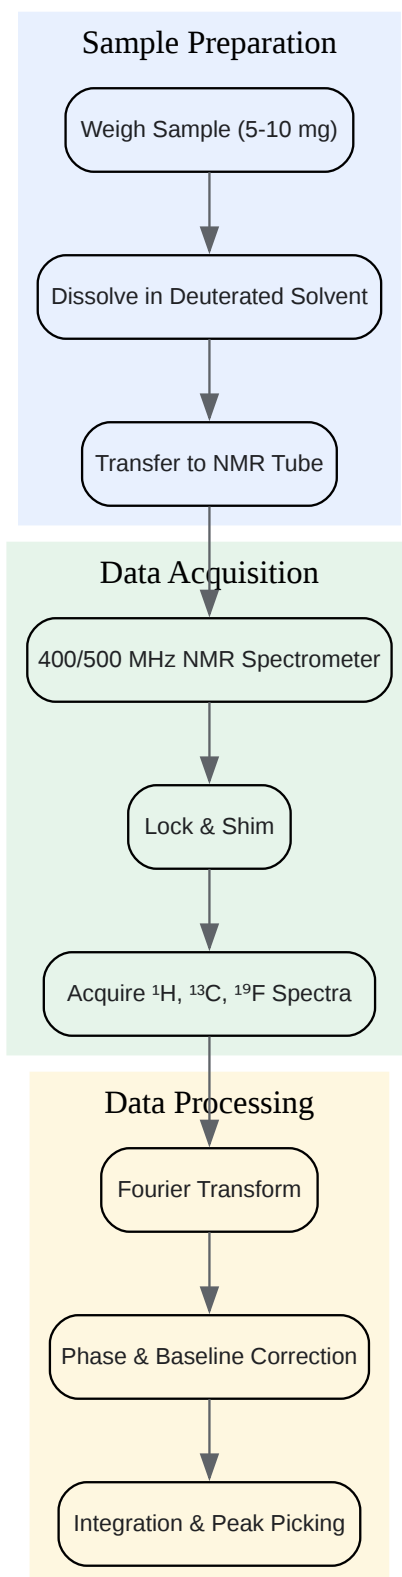 Sample Preparation
Weigh Sample (5-10 mg)
Dissolve in Deuterated Solvent
Transfer to NMR Tube
Data Acquisition
400/500 MHz NMR Spectrometer
Lock & Shim
Acquire ¹H, ¹³C, ¹⁹F Spectra
Data Processing
Fourier Transform
Phase & Baseline Correction
Integration & Peak Picking